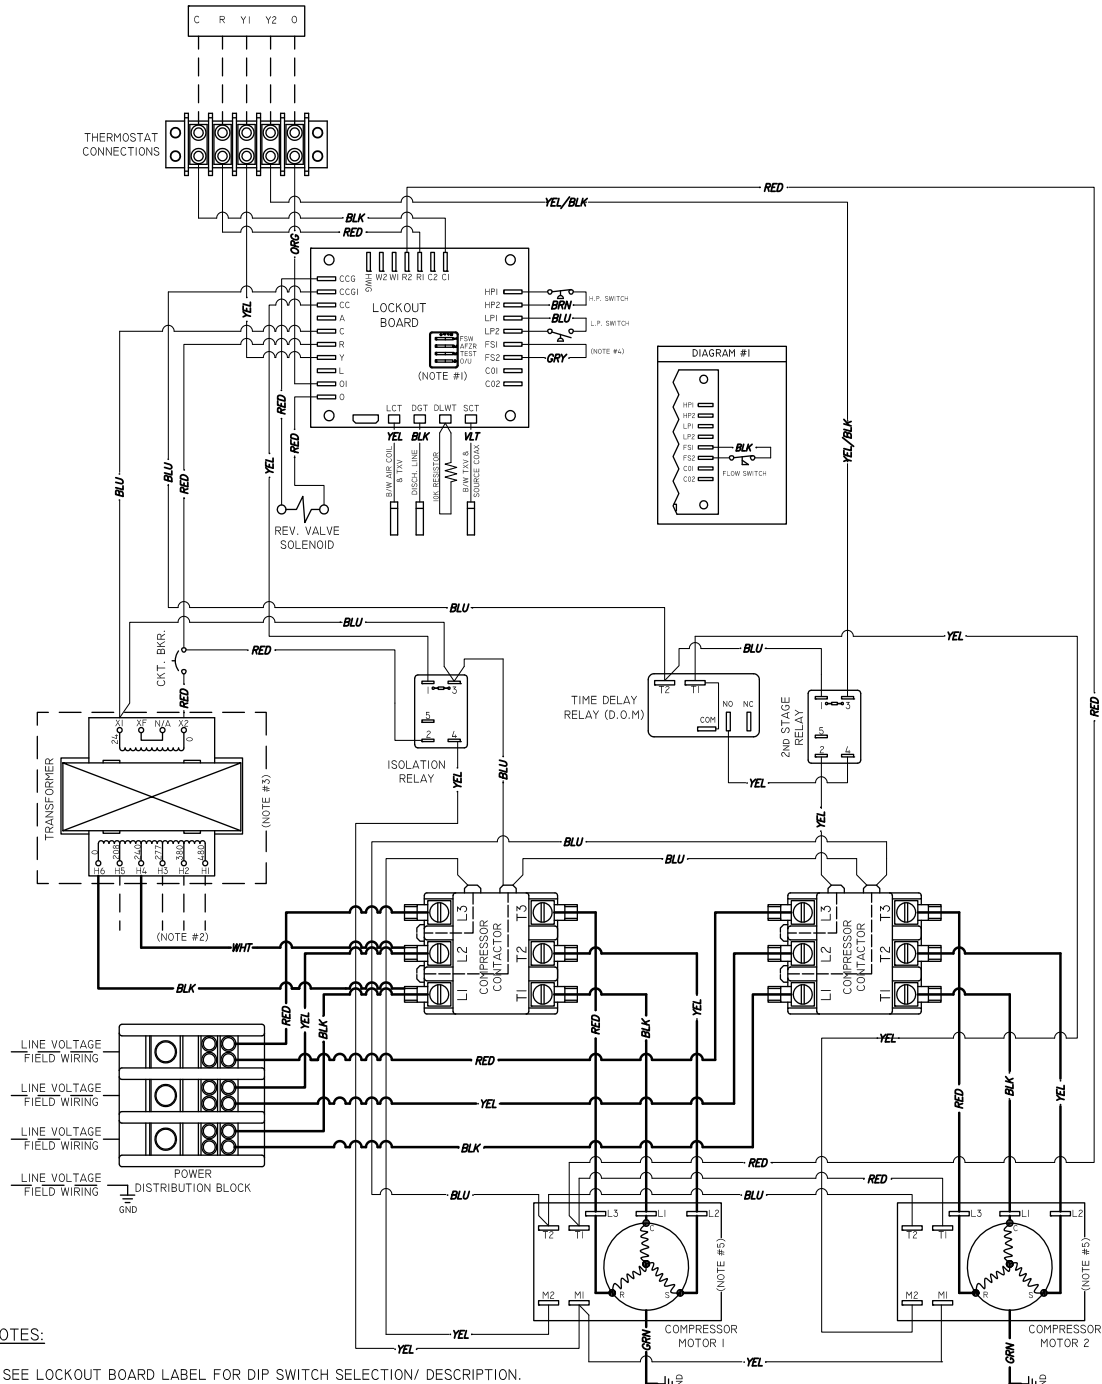 C R Y1 Y2 O
THERMOSTAT
CONNECTIONS
RED
YEL/BLK
BLK
RED
ORG
YEL
HWG W2 W1 R2 R1 C2 C1
LOCKOUT
BOARD
CCG
CCG1
CC
A
C
R
Y
L
O1
O
HP1
HP2
LP1
LP2
FS1
FS2
CO1
CO2
FSW
AFZR
TEST
O/U
(NOTE #1)
BRN
H.P. SWITCH
BLU
L.P. SWITCH
GRY
(NOTE #4)
LCT DGT DLWT SCT
YEL BLK VLT
B/W AIR COIL
& TXV
DISCH. LINE
10K RESISTOR
B/W TXV &
SOURCE COAX
DIAGRAM #1
HP1
HP2
LP1
LP2
FS1
FS2
CO1
CO2
BLK
FLOW SWITCH
YEL/BLK
RED
RED
REV. VALVE
SOLENOID
BLU
BLU
RED
YEL
BLU
BLU
RED
YEL
BLU
CKT. BKR.
RED
1 3
5
2 4
ISOLATION
RELAY
YEL
BLU
TIME DELAY
RELAY (D.O.M)
T2 T1
NO NC
COM
YEL
2ND STAGE
RELAY
1 3
5
2 4
YEL
RED
TRANSFORMER
X1 XF N/A X2
24 0
(NOTE #3)
0 208 240 277 380 480
H6 H5 H4 H3 H2 H1
(NOTE #2)
WHT
BLK
BLU
BLU
L3
L2
L1
COMPRESSOR
CONTACTOR
T3
T2
T1
L3
L2
L1
COMPRESSOR
CONTACTOR
T3
T2
T1
RED
YEL
BLK
RED
BLK
YEL
YEL
RED
BLK
YEL
LINE VOLTAGE
FIELD WIRING
LINE VOLTAGE
FIELD WIRING
LINE VOLTAGE
FIELD WIRING
LINE VOLTAGE
FIELD WIRING
GND
POWER
DISTRIBUTION BLOCK
RED
YEL
BLK
RED
RED
BLU
BLU
T2 T1 L3 L1 L2
C
R S
M2 M1
(NOTE #5)
COMPRESSOR
MOTOR 1
T2 T1 L3 L1 L2
C
R S
M2 M1
(NOTE #5)
COMPRESSOR
MOTOR 2
YEL
YEL
YEL
GRN
GRN
OTES:
SEE LOCKOUT BOARD LABEL FOR DIP SWITCH SELECTION/ DESCRIPTION.